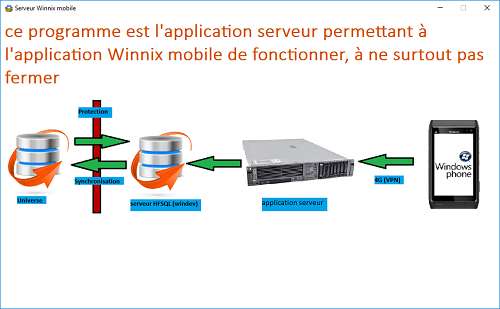 Serveur Winnix mobile
ce programme est l'application serveur permettant à
l'application Winnix mobile de fonctionner, à ne surtout pas
fermer
Protection
Synchronisation
Universe
serveur HFSQL (windev)
application serveur
4G (VPN)
Windows
phone